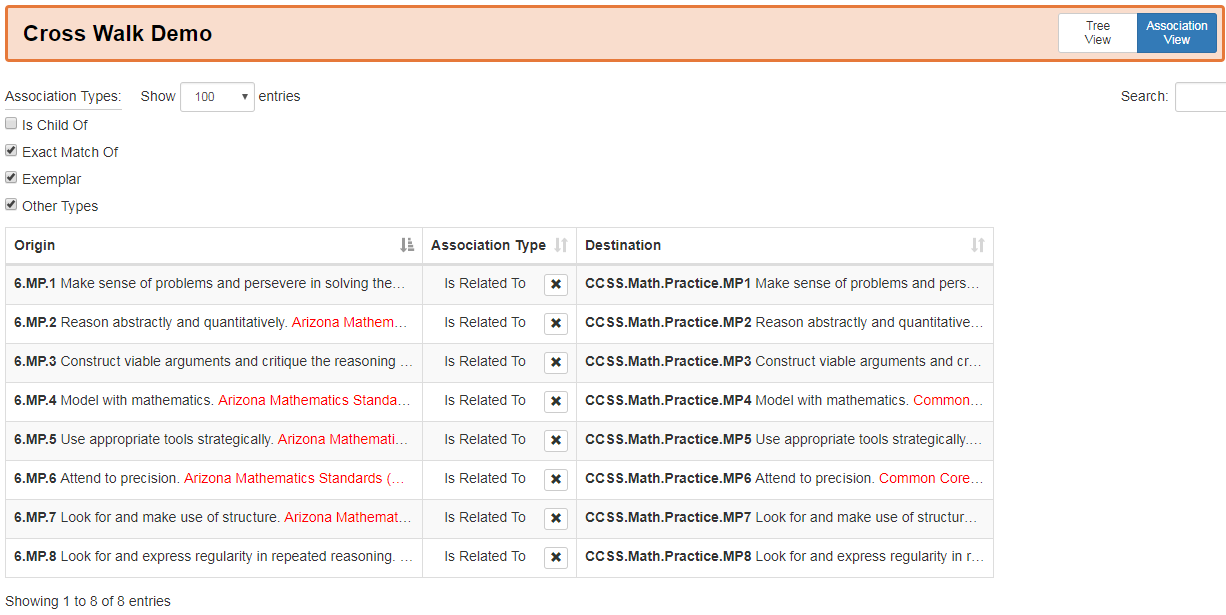 Cross Walk Demo
Tree
View
Association
View
Association Types: Show 100 entries Search:
Is Child Of
Exact Match Of
Exemplar
Other Types
Origin Association Type Destination
6.MP.1 Make sense of problems and persevere in solving the... Is Related To CCSS.Math.Practice.MP1 Make sense of problems and pers...
6.MP.2 Reason abstractly and quantitatively. Arizona Mathem... Is Related To CCSS.Math.Practice.MP2 Reason abstractly and quantitative...
6.MP.3 Construct viable arguments and critique the reasoning ... Is Related To CCSS.Math.Practice.MP3 Construct viable arguments and cr...
6.MP.4 Model with mathematics. Arizona Mathematics Standa... Is Related To CCSS.Math.Practice.MP4 Model with mathematics. Common...
6.MP.5 Use appropriate tools strategically. Arizona Mathemati... Is Related To CCSS.Math.Practice.MP5 Use appropriate tools strategically....
6.MP.6 Attend to precision. Arizona Mathematics Standards (... Is Related To CCSS.Math.Practice.MP6 Attend to precision. Common Core...
6.MP.7 Look for and make use of structure. Arizona Mathemat... Is Related To CCSS.Math.Practice.MP7 Look for and make use of structur...
6.MP.8 Look for and express regularity in repeated reasoning. ... Is Related To CCSS.Math.Practice.MP8 Look for and express regularity in r...
Showing 1 to 8 of 8 entries